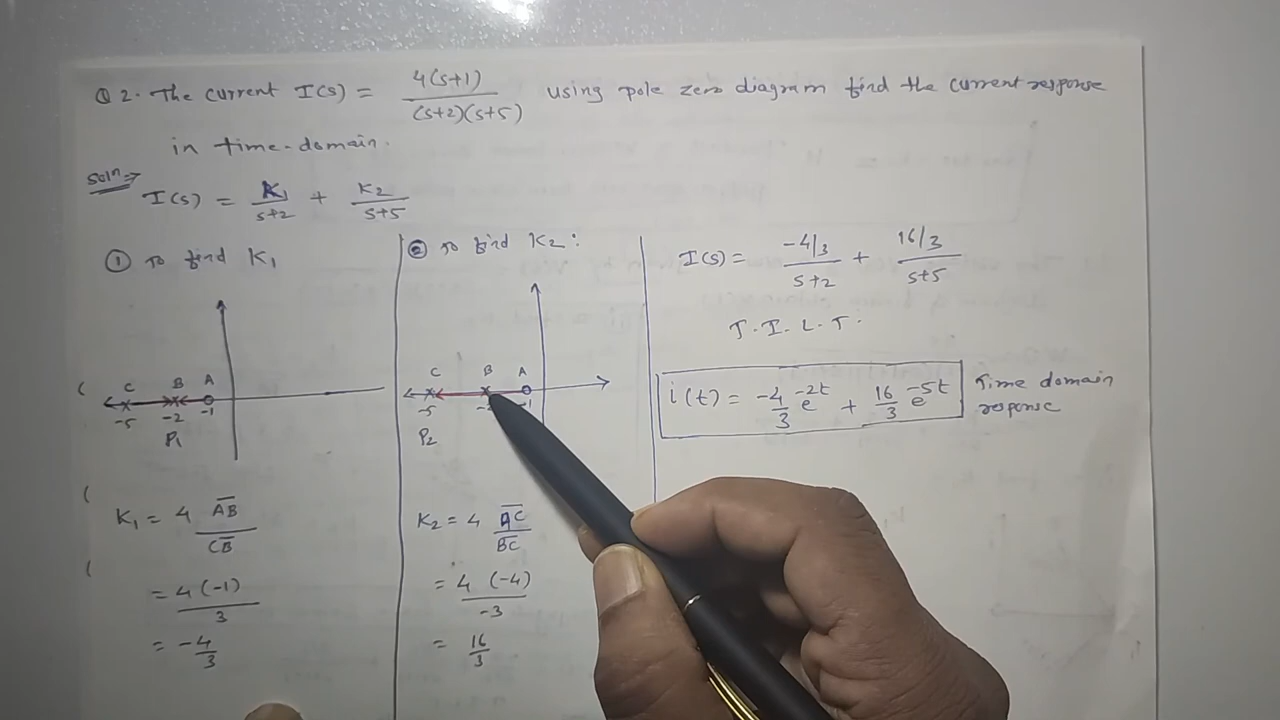 Q 2. The current I(s) = 4(s+1) / (s+2)(s+5) using pole zero diagram find the current response
in time-domain.
Soln ⇒
I(s) = K1 / s+2 + K2 / s+5
① To find K1
C B A
-5 -2 -1
P1
K1 = 4 AB / CB
= 4 (-1) / 3
= -4/3
② To find K2:
C B A
-5 -1
P2
K2 = 4 AC / BC
= 4 (-4) / -3
= 16/3
I(s) = -4/3 / s+2 + 16/3 / s+5
T. I. L. T.
i(t) = -4/3 e^-2t + 16/3 e^-5t Time domain
response